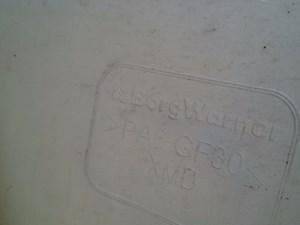 BorgWarner
>PA- GF30<
XMD